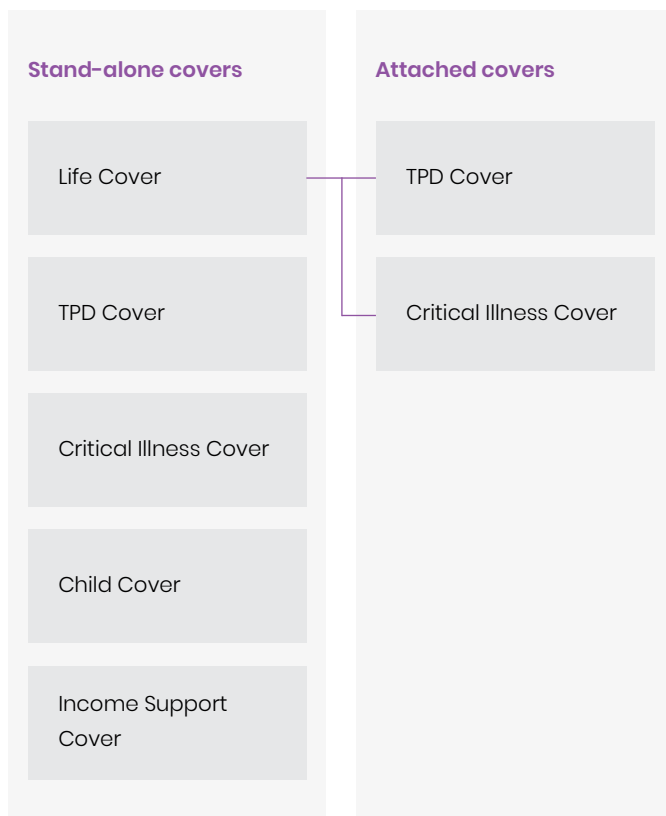 Stand-alone covers
Life Cover
TPD Cover
Critical Illness Cover
Child Cover
Income Support
Cover
Attached covers
TPD Cover
Critical Illness Cover